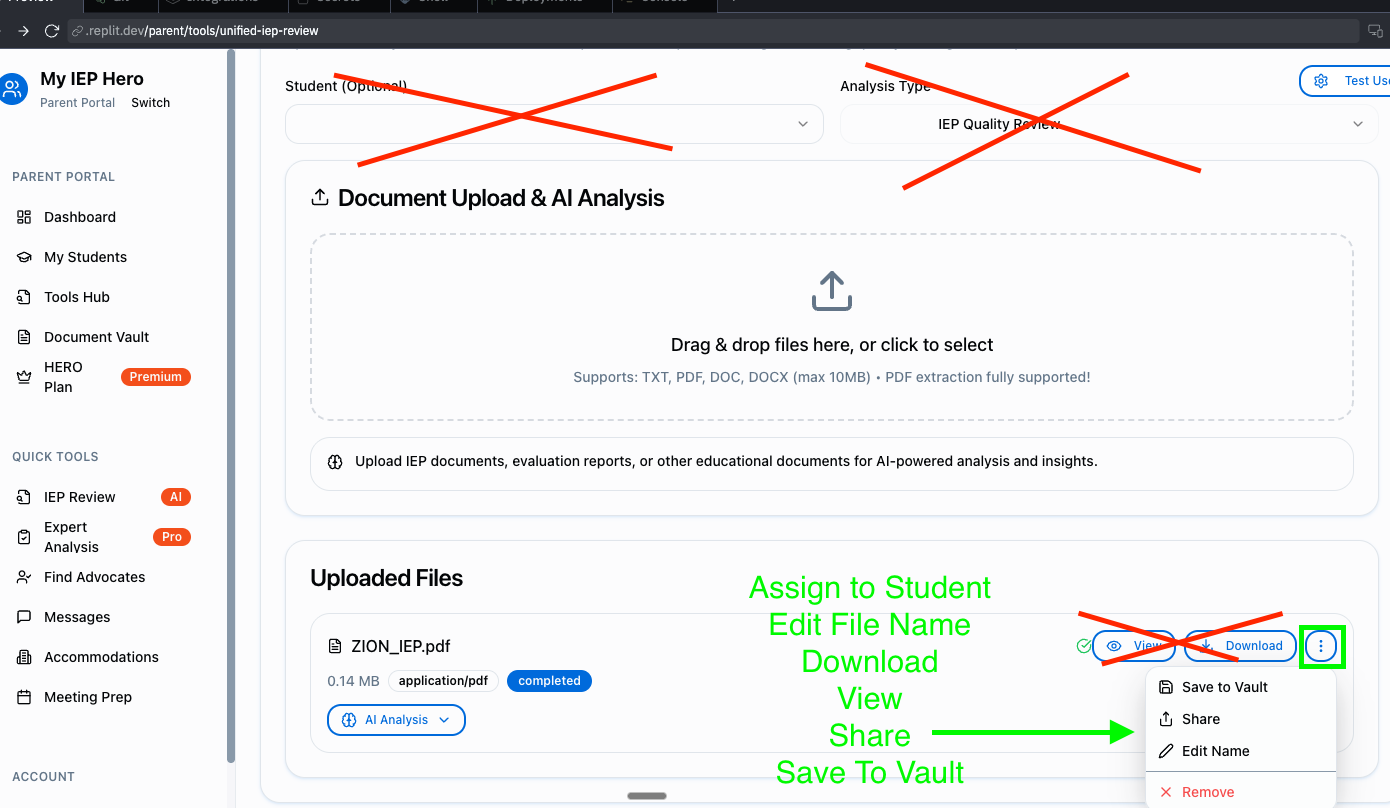 .replit.dev/parent/tools/unified-iep-review
My IEP Hero
Parent Portal Switch
PARENT PORTAL
Dashboard
My Students
Tools Hub
Document Vault
HERO
Plan
Premium
QUICK TOOLS
IEP Review AI
Expert
Analysis
Pro
Find Advocates
Messages
Accommodations
Meeting Prep
ACCOUNT
Student (Optional)
Analysis Type
IEP Quality Review
Test
Document Upload & AI Analysis
Drag & drop files here, or click to select
Supports: TXT, PDF, DOC, DOCX (max 10MB) • PDF extraction fully supported!
Upload IEP documents, evaluation reports, or other educational documents for AI-powered analysis and insights.
Uploaded Files
ZION_IEP.pdf
0.14 MB application/pdf completed
AI Analysis
Assign to Student
Edit File Name
Download
View
Share
Save To Vault
View Download
Save to Vault
Share
Edit Name
Remove